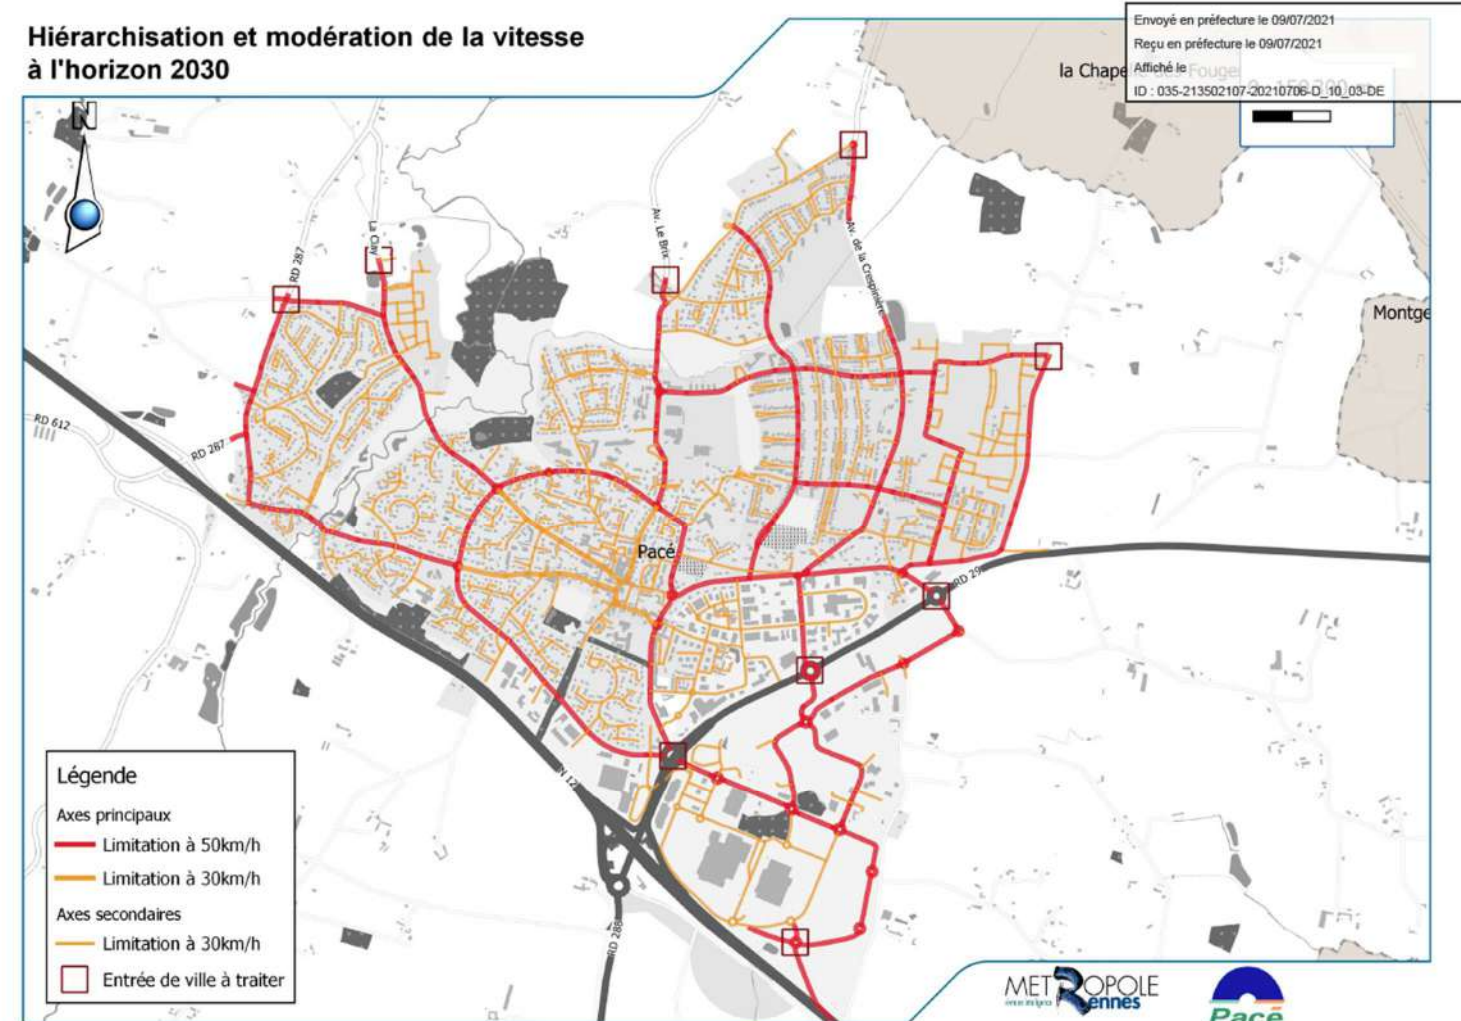 Hiérarchisation et modération de la vitesse
à l'horizon 2030
Envoyé en préfecture le 09/07/2021
Reçu en préfecture le 09/07/2021
Affiché le
ID : 035-213502107-20210706-D_10_03-DE
la Chape
Fouge
N
La Clay
RD 287
Av. Le Brix
Av. de la Crespinière
Montge
RD 612
RD 287
Pacé
RD 29
N 12
RD 288
Légende
Axes principaux
Limitation à 50km/h
Limitation à 30km/h
Axes secondaires
Limitation à 30km/h
Entrée de ville à traiter
METROPOLE
Rennes
Pacé